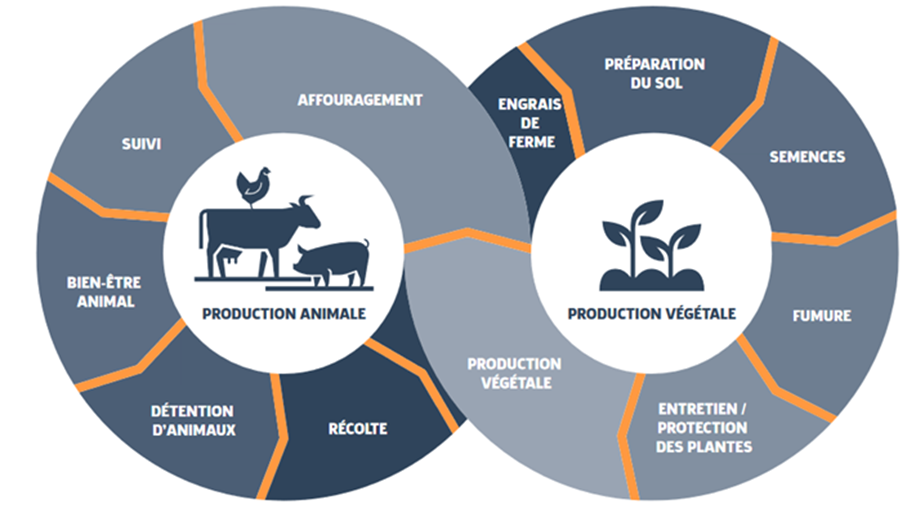 AFFOURAGEMENT
SUIVI
BIEN-ÊTRE
ANIMAL
DÉTENTION
D'ANIMAUX
RÉCOLTE
PRODUCTION ANIMALE
ENGRAIS
DE
FERME
PRÉPARATION
DU SOL
SEMENCES
FUMURE
ENTRETIEN /
PROTECTION
DES PLANTES
PRODUCTION
VÉGÉTALE
PRODUCTION VÉGÉTALE